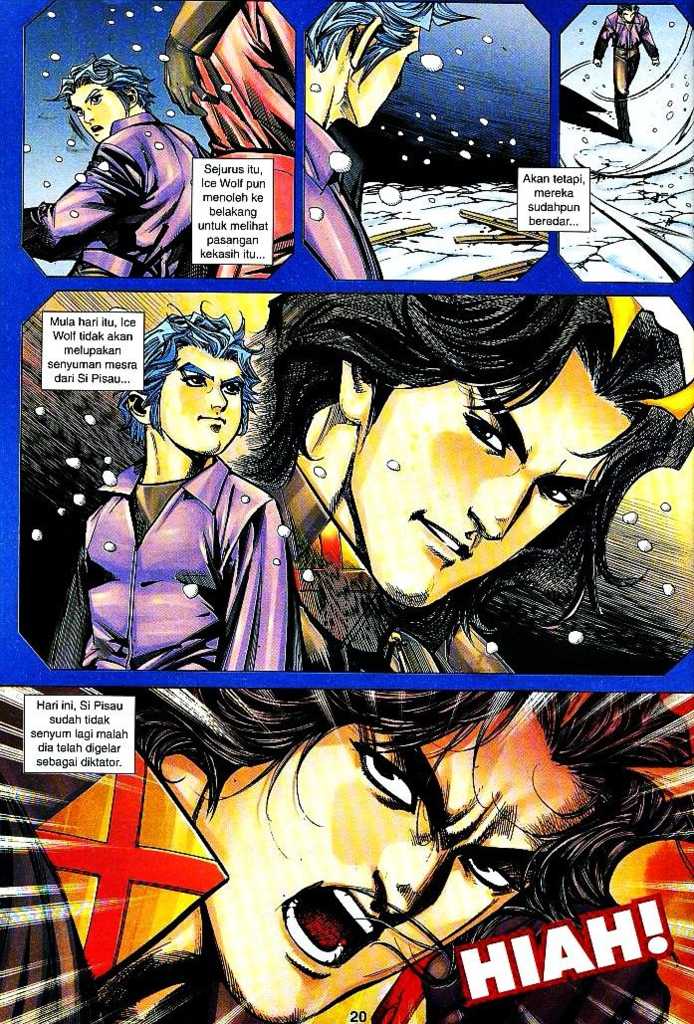 Sejurus itu,
Ice Wolf pun
menoleh ke
belakang
untuk melihat
pasangan
kekasih itu...
Akan tetapi,
mereka
sudahpun
beredar...
Mula hari itu, Ice
Wolf tidak akan
melupakan
senyuman mesra
dari Si Pisau...
Hari ini, Si Pisau
sudah tidak
senyum lagi malah
dia telah digelar
sebagai diktator.
HIAH!
20